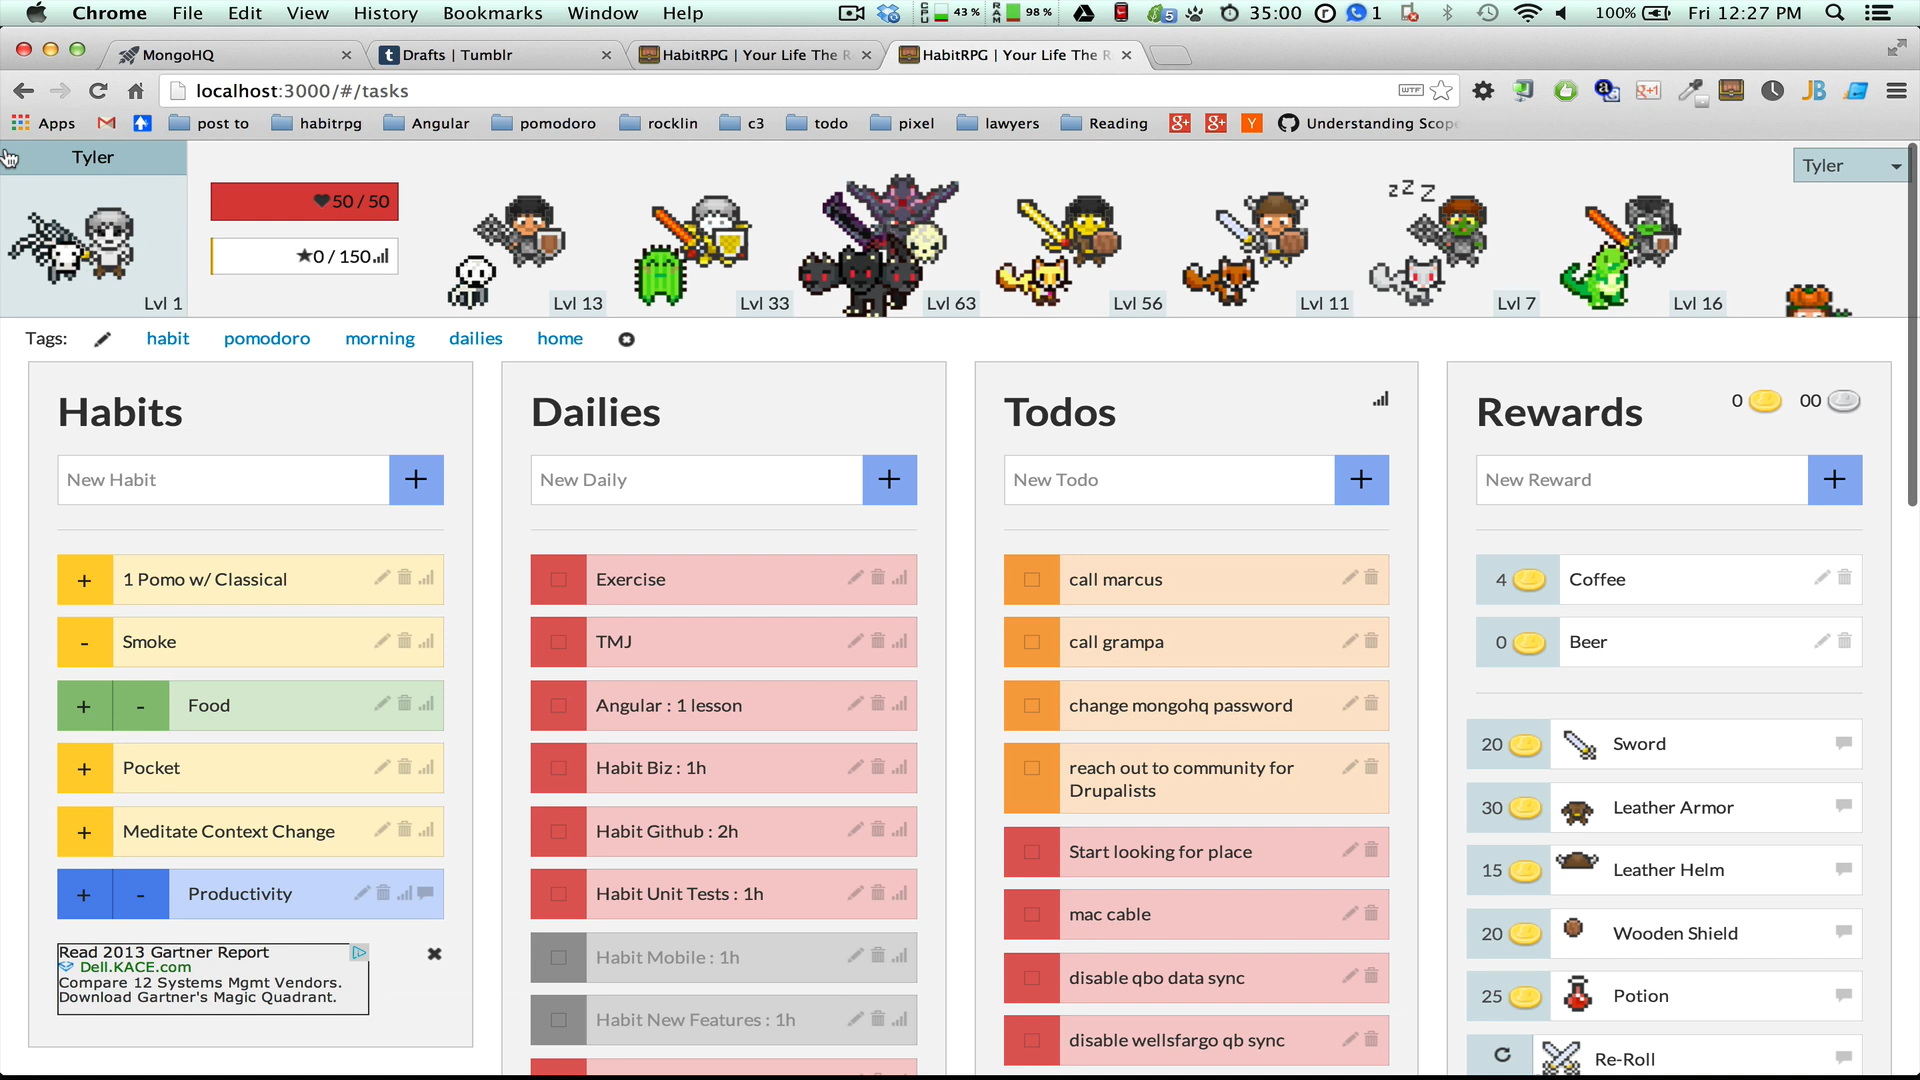 Chrome File Edit View History Bookmarks Window Help CPU 43 % RAM 98 % 5 35:00 1 100% Fri 12:27 PM
MongoHQ Drafts | Tumblr HabitRPG | Your Life The R HabitRPG | Your Life The R
localhost:3000/#/tasks WTF
Apps post to habitrpg Angular pomodoro rocklin c3 todo pixel lawyers Reading Understanding Scope
Tyler
Tyler
50 / 50
0 / 150
zZZ
Lvl 1 Lvl 13 Lvl 33 Lvl 63 Lvl 56 Lvl 11 Lvl 7 Lvl 16
Tags: habit pomodoro morning dailies home
Habits
New Habit +
+ 1 Pomo w/ Classical
- Smoke
+ - Food
+ Pocket
+ Meditate Context Change
+ - Productivity
Read 2013 Gartner Report
Dell.KACE.com
Compare 12 Systems Mgmt Vendors.
Download Gartner's Magic Quadrant.
Dailies
New Daily +
Exercise
TMJ
Angular : 1 lesson
Habit Biz : 1h
Habit Github : 2h
Habit Unit Tests : 1h
Habit Mobile : 1h
Habit New Features : 1h
Todos
New Todo +
call marcus
call grampa
change mongohq password
reach out to community for
Drupalists
Start looking for place
mac cable
disable qbo data sync
disable wellsfargo qb sync
Rewards 0 00
New Reward +
4 Coffee
0 Beer
20 Sword
30 Leather Armor
15 Leather Helm
20 Wooden Shield
25 Potion
Re-Roll